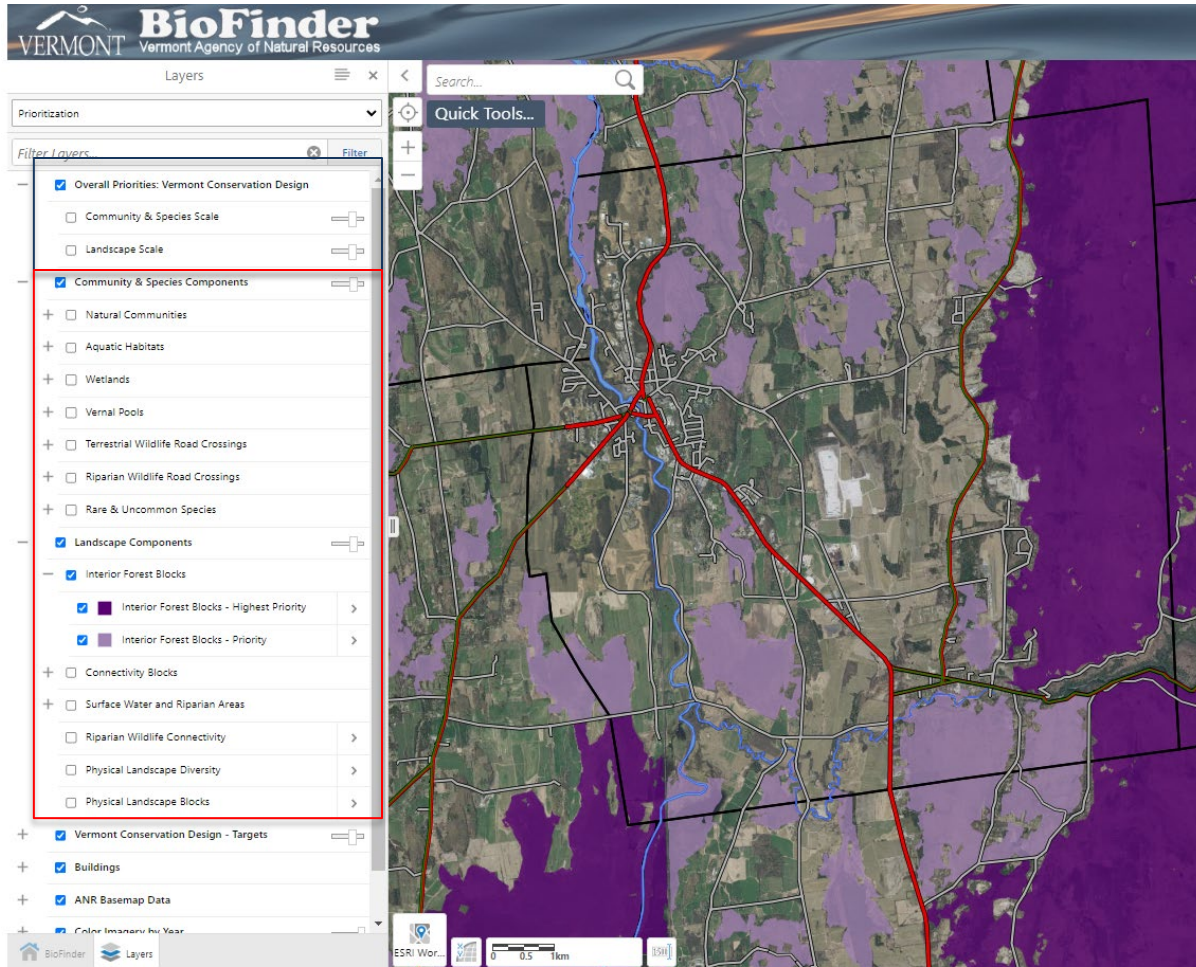 VERMONT
BioFinder
Vermont Agency of Natural Resources
Layers
Prioritization
Filter Layers...
Filter
Overall Priorities: Vermont Conservation Design
Community & Species Scale
Landscape Scale
Community & Species Components
Natural Communities
Aquatic Habitats
Wetlands
Vernal Pools
Terrestrial Wildlife Road Crossings
Riparian Wildlife Road Crossings
Rare & Uncommon Species
Landscape Components
Interior Forest Blocks
Interior Forest Blocks - Highest Priority
Interior Forest Blocks - Priority
Connectivity Blocks
Surface Water and Riparian Areas
Riparian Wildlife Connectivity
Physical Landscape Diversity
Physical Landscape Blocks
Vermont Conservation Design - Targets
Buildings
ANR Basemap Data
Color Imagery by Year
BioFinder
Layers
Search...
Quick Tools...
ESRI Wor...
0 0.5 1km